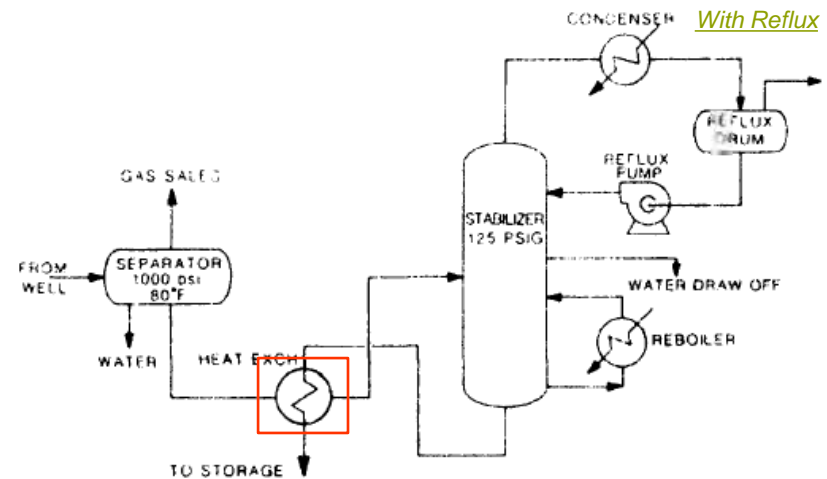 CONDENSER
With Reflux
REFLUX
DRUM
REFLUX
PUMP
GAS SALES
STABILIZER
125 PSIG
SEPARATOR
1000 psi
80°F
FROM
WELL
WATER DRAW OFF
WATER
HEAT EXCH
REBOILER
TO STORAGE